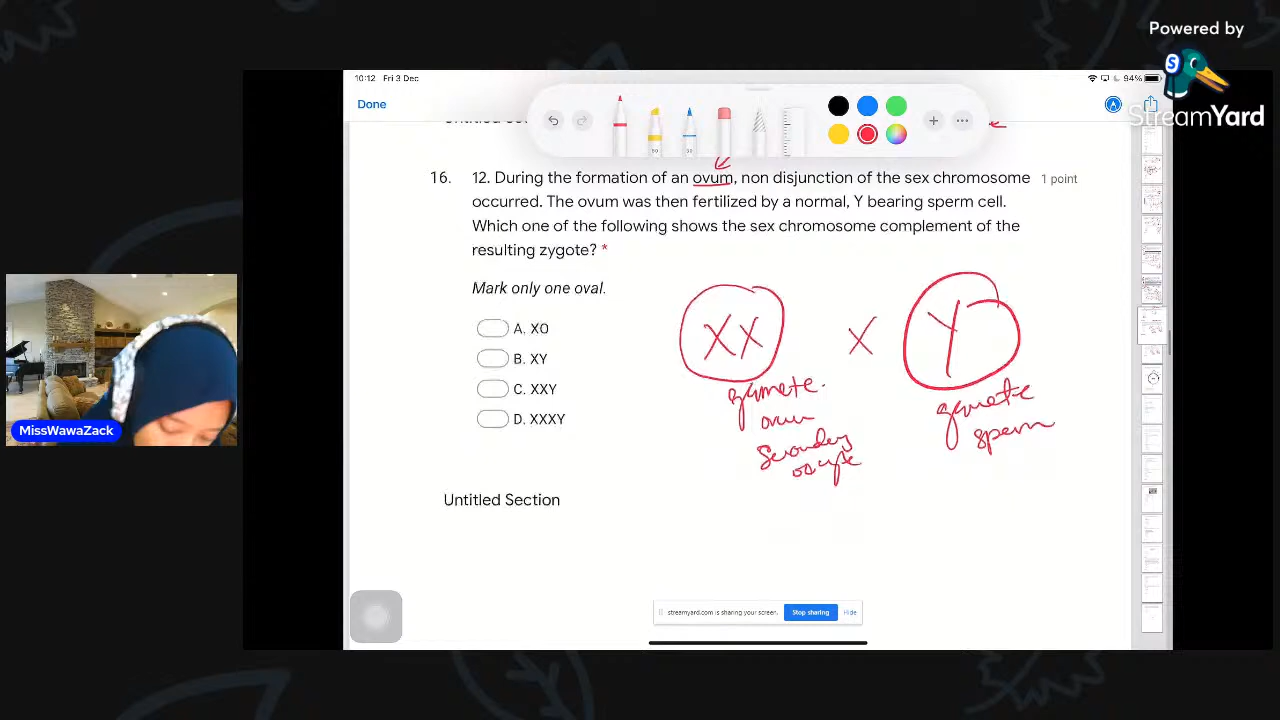 Powered by
StreamYard
10:12 Fri 3 Dec
94%
Done
50
50
16. 12. During the formation of an ovum, non disjunction of the sex chromosome 1 point
occurred. The ovum was then fertilized by a normal, Y bearing sperm cell.
Which one of the following shows the sex chromosome complement of the
resulting zygote? *
Mark only one oval.
A. XO
B. XY
C. XXY
D. XXXY
XX X Y
gamete.
ovum
secondary
oocyte
gamete
sperm
Untitled Section
MissWawaZack
streamyard.com is sharing your screen. Stop sharing Hide